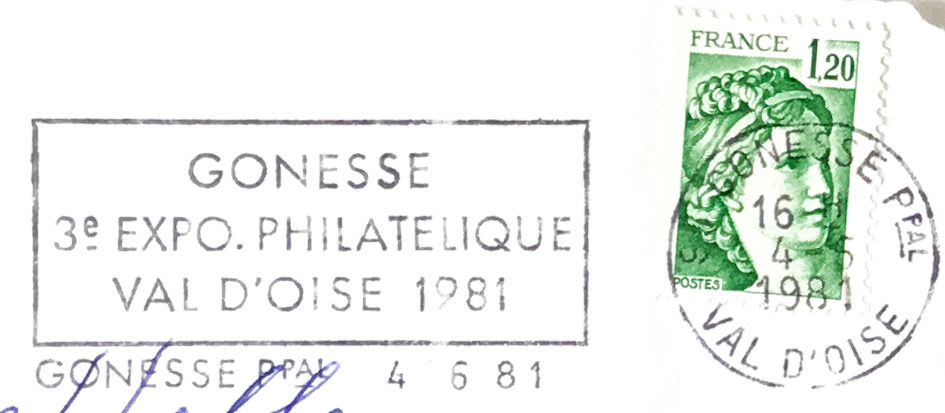 GONESSE
3e EXPO. PHILATELIQUE
VAL D'OISE 1981
GONESSE PPAL 4 6 81
FRANCE 1,20
POSTES
GONESSE PPAL
16 H
1981
VAL D'OISE